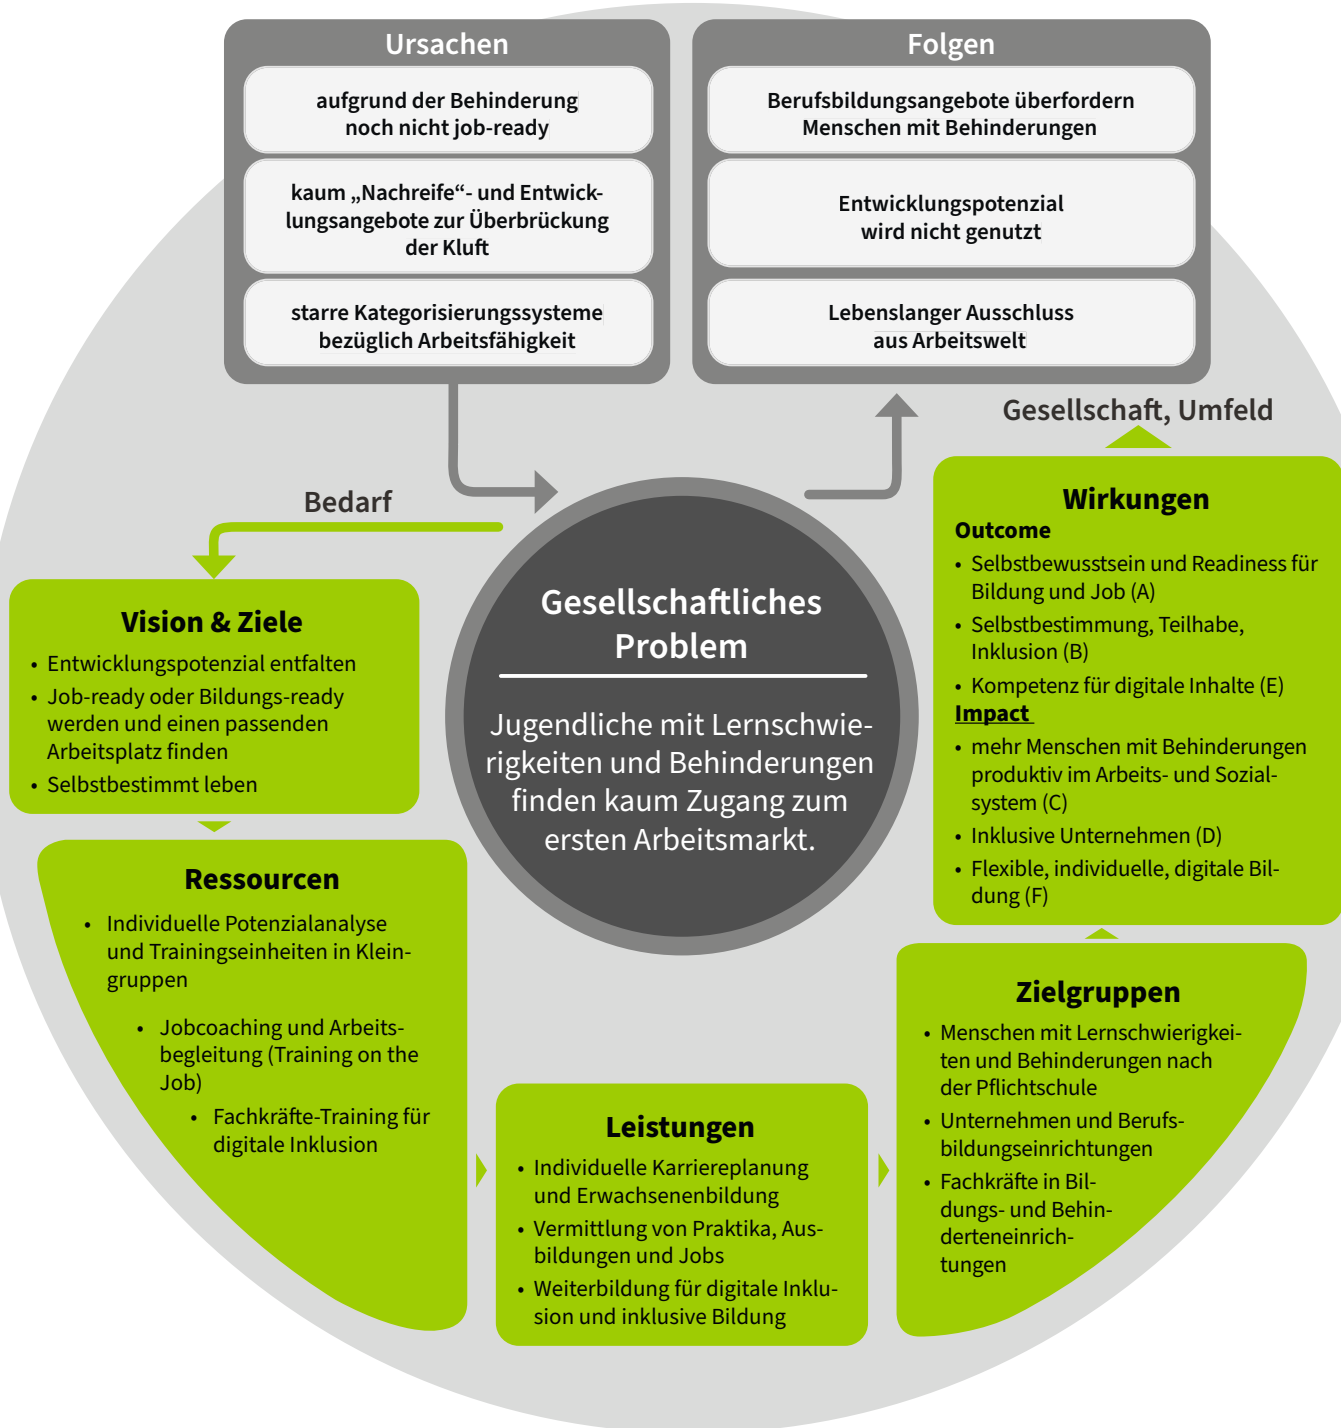 Ursachen
aufgrund der Behinderung
noch nicht job-ready
kaum „Nachreife“- und Entwick-
lungsangebote zur Überbrückung
der Kluft
starre Kategorisierungssysteme
bezüglich Arbeitsfähigkeit
Folgen
Berufsbildungsangebote überfordern
Menschen mit Behinderungen
Entwicklungspotenzial
wird nicht genutzt
Lebenslanger Ausschluss
aus Arbeitswelt
Gesellschaftliches
Problem
Jugendliche mit Lernschwie-
rigkeiten und Behinderungen
finden kaum Zugang zum
ersten Arbeitsmarkt.
Bedarf
Vision & Ziele
• Entwicklungspotenzial entfalten
• Job-ready oder Bildungs-ready
werden und einen passenden
Arbeitsplatz finden
• Selbstbestimmt leben
Ressourcen
• Individuelle Potenzialanalyse
und Trainingseinheiten in Klein-
gruppen
• Jobcoaching und Arbeits-
begleitung (Training on the
Job)
• Fachkräfte-Training für
digitale Inklusion
Leistungen
• Individuelle Karriereplanung
und Erwachsenenbildung
• Vermittlung von Praktika, Aus-
bildungen und Jobs
• Weiterbildung für digitale Inklu-
sion und inklusive Bildung
Zielgruppen
• Menschen mit Lernschwierigkei-
ten und Behinderungen nach
der Pflichtschule
• Unternehmen und Berufs-
bildungseinrichtungen
• Fachkräfte in Bil-
dungs- und Behin-
derteneinrich-
tungen
Gesellschaft, Umfeld
Wirkungen
Outcome
• Selbstbewusstsein und Readiness für
Bildung und Job (A)
• Selbstbestimmung, Teilhabe,
Inklusion (B)
• Kompetenz für digitale Inhalte (E)
Impact
• mehr Menschen mit Behinderungen
produktiv im Arbeits- und Sozial-
system (C)
• Inklusive Unternehmen (D)
• Flexible, individuelle, digitale Bil-
dung (F)